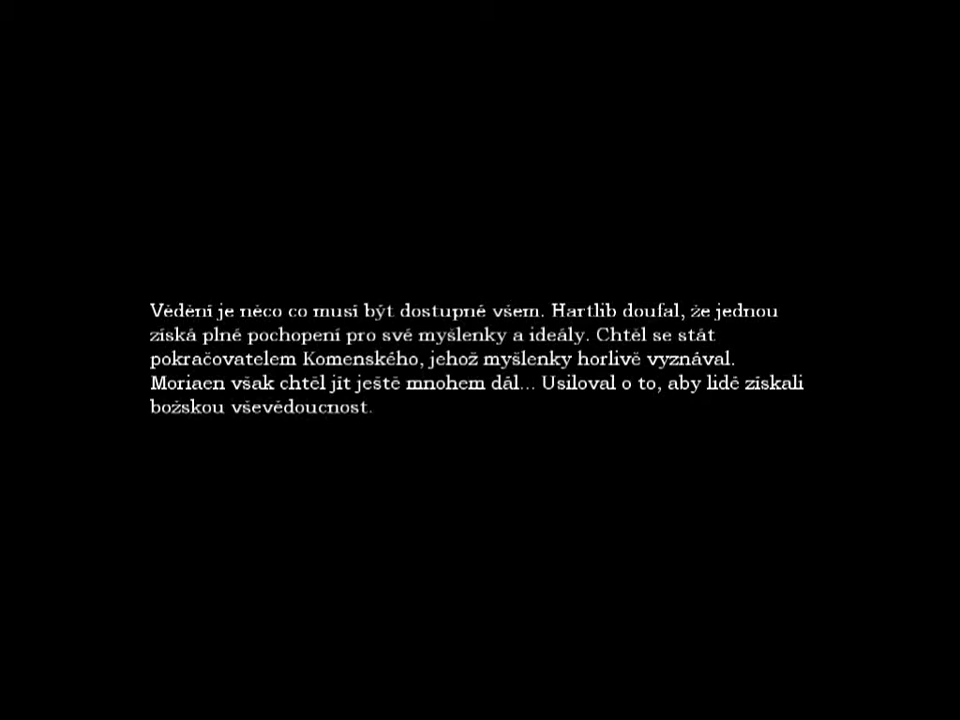 Vědění je něco co musí být dostupné všem. Hartlib doufal, že jednou
získá plné pochopení pro své myšlenky a ideály. Chtěl se stát
pokračovatelem Komenského, jehož myšlenky horlivě vyznával.
Moriaen však chtěl jít ještě mnohem dál... Usiloval o to, aby lidé získali
božskou vševědoucnost.